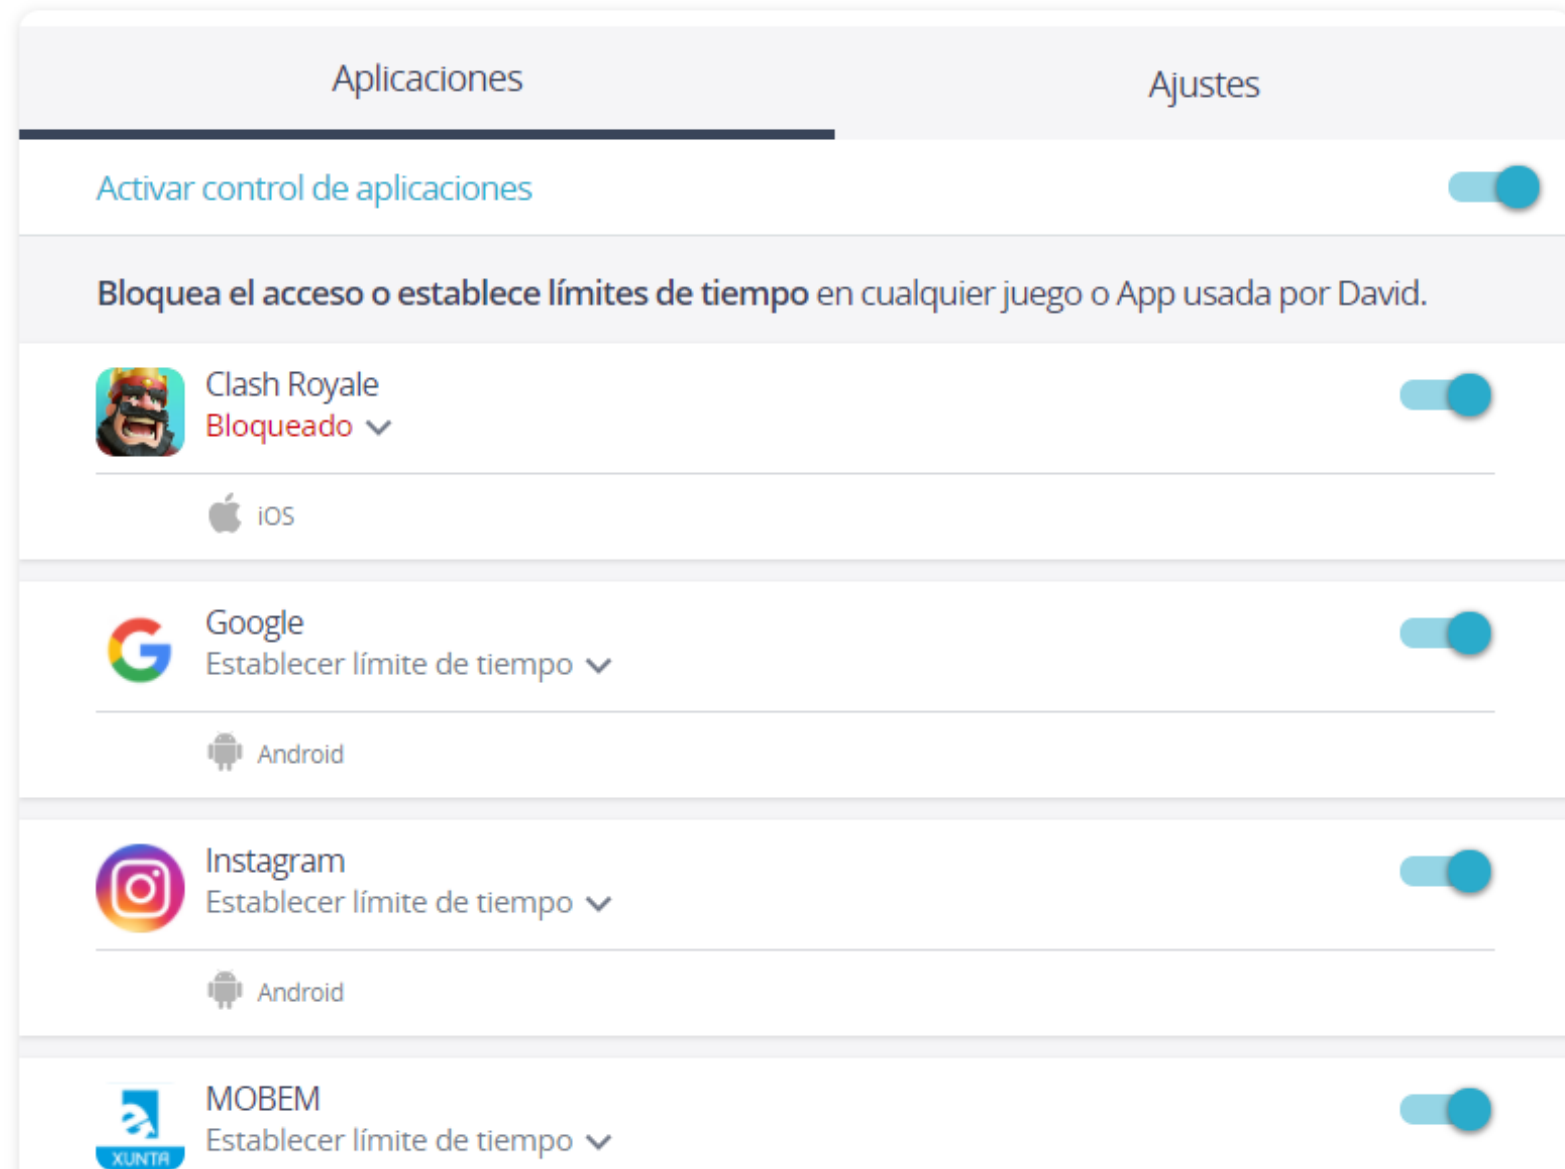 Aplicaciones
Ajustes
Activar control de aplicaciones
Bloquea el acceso o establece límites de tiempo en cualquier juego o App usada por David.
Clash Royale
Bloqueado
iOS
Google
Establecer límite de tiempo
Android
Instagram
Establecer límite de tiempo
Android
MOBEM
Establecer límite de tiempo
XUNTA